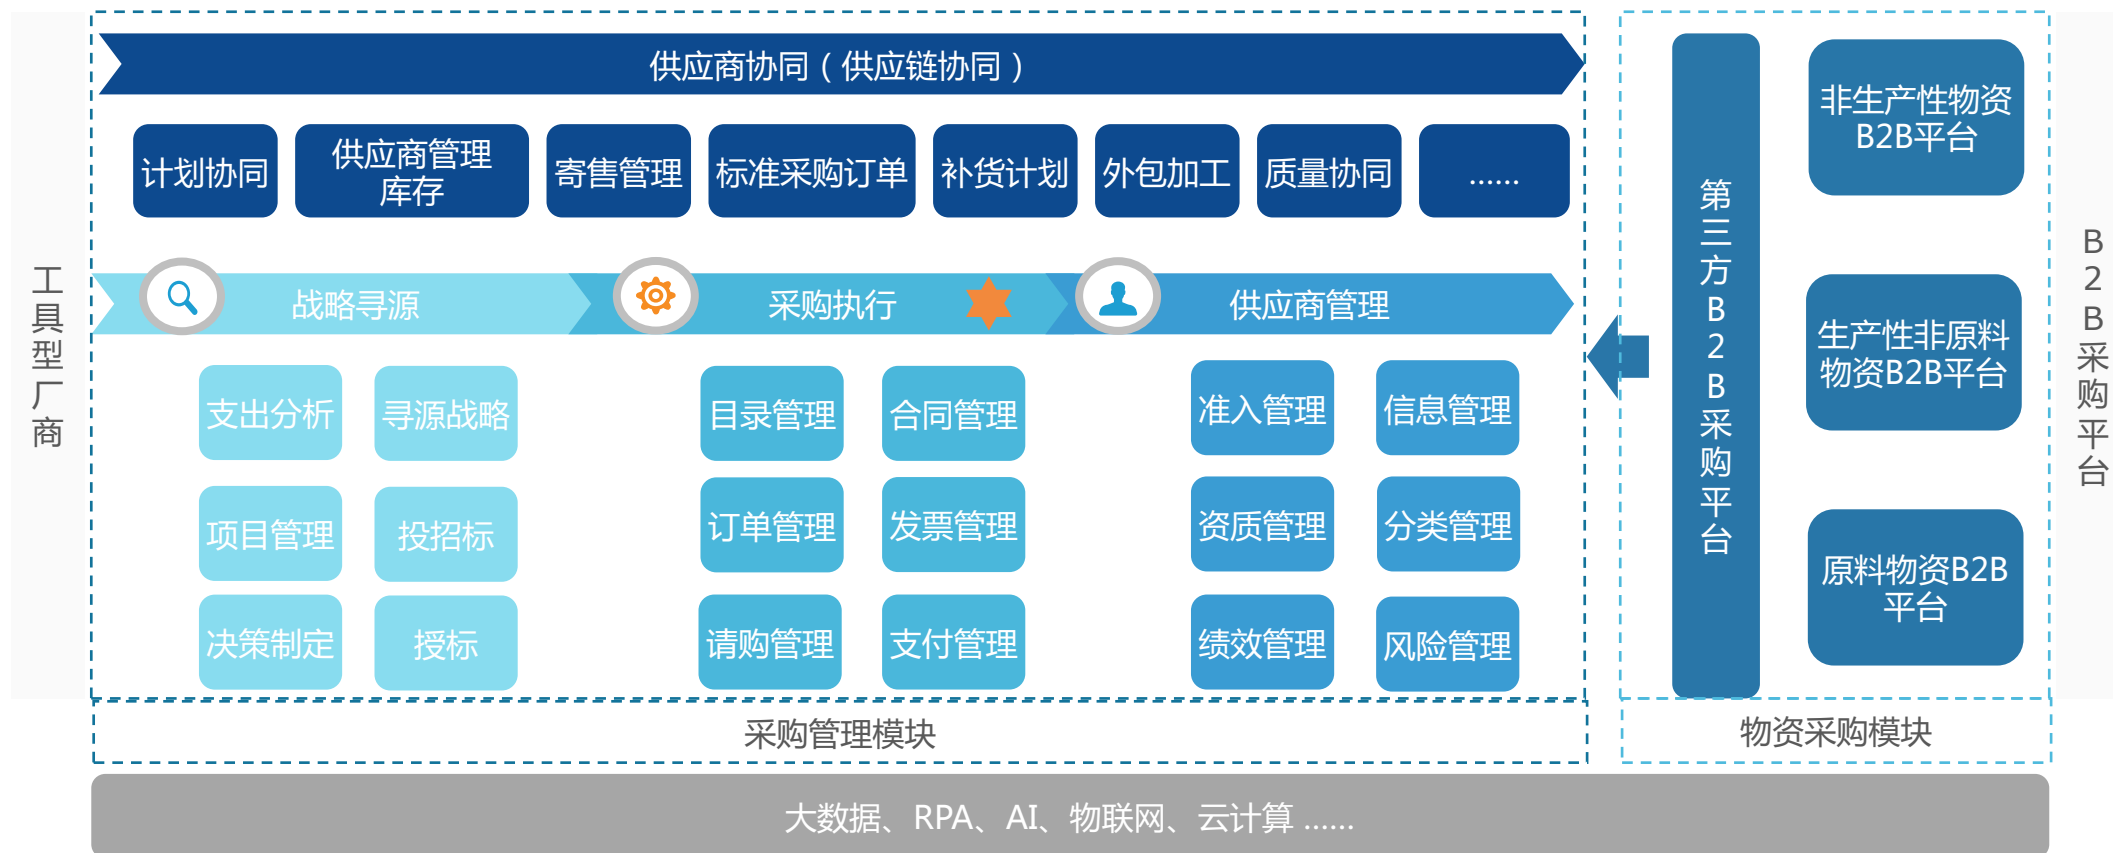 供应商协同（供应链协同）
计划协同
供应商管理
库存
寄售管理
标准采购订单
补货计划
外包加工
质量协同
……
工具型厂商
战略寻源
采购执行
供应商管理
支出分析
寻源战略
项目管理
投招标
决策制定
授标
目录管理
合同管理
订单管理
发票管理
请购管理
支付管理
准入管理
信息管理
资质管理
分类管理
绩效管理
风险管理
采购管理模块
第三方B2B采购平台
非生产性物资
B2B平台
生产性非原料
物资B2B平台
原料物资B2B
平台
B2B采购平台
物资采购模块
大数据、RPA、AI、物联网、云计算 ……